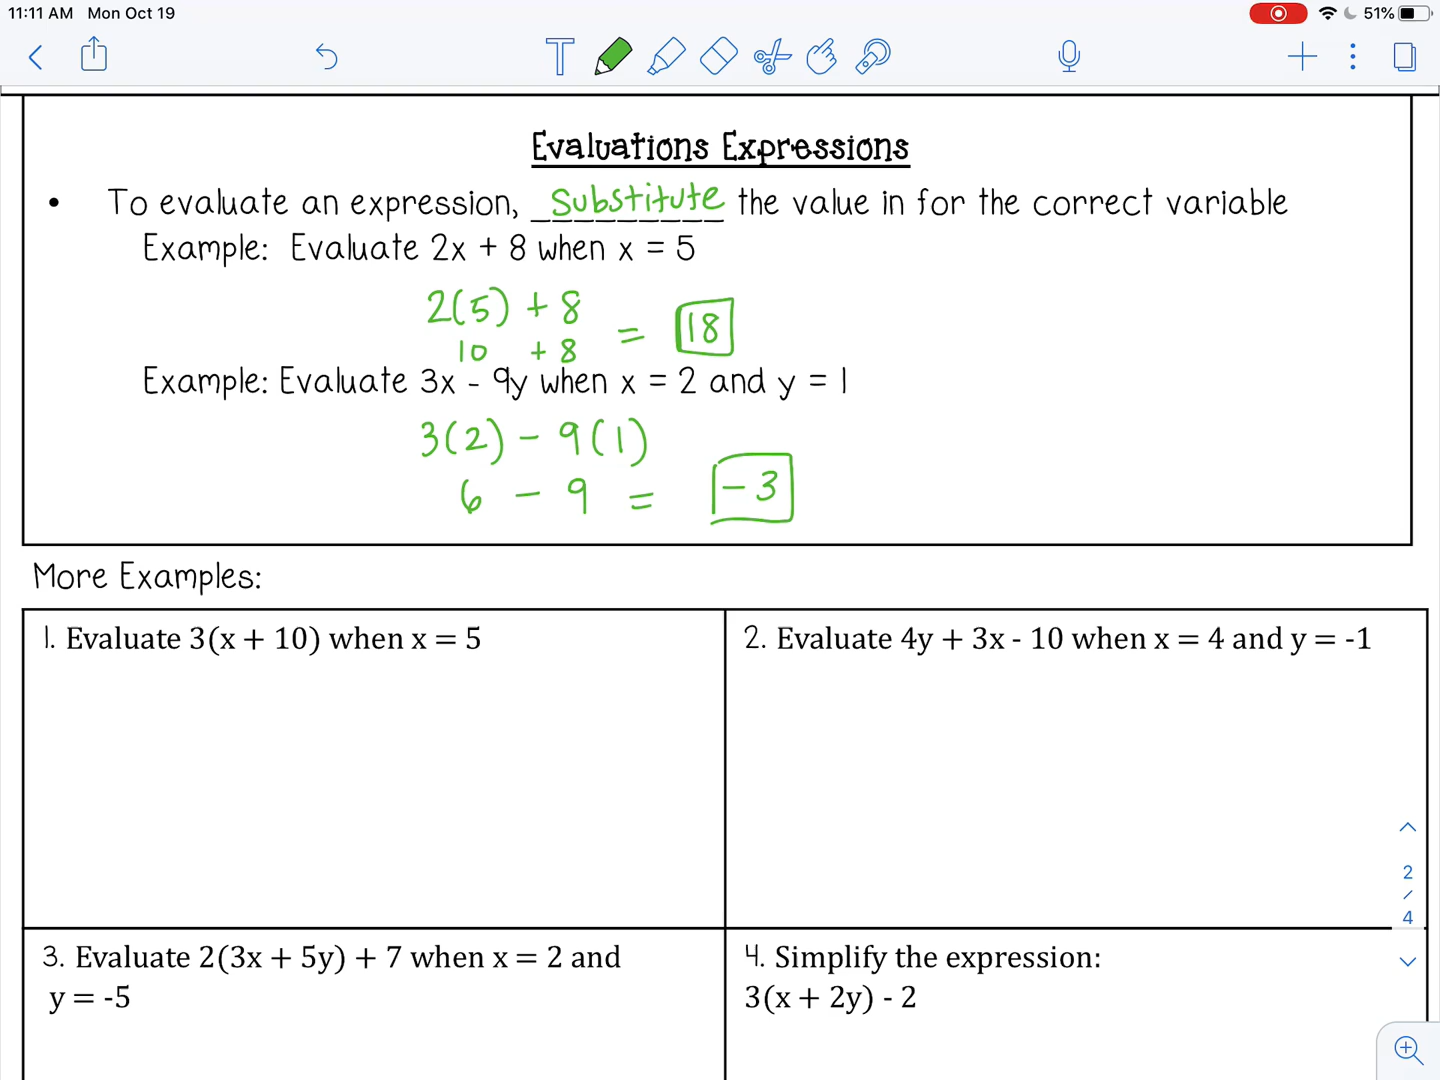 11:11 AM Mon Oct 19
51%
T
Evaluations Expressions
• To evaluate an expression, Substitute the value in for the correct variable
Example: Evaluate 2x + 8 when x = 5
2(5) + 8
10 + 8 = 18
Example: Evaluate 3x - 9y when x = 2 and y = 1
3(2) - 9(1)
6 - 9 = -3
More Examples:
1. Evaluate 3(x + 10) when x = 5
2. Evaluate 4y + 3x - 10 when x = 4 and y = -1
2
/
4
3. Evaluate 2(3x + 5y) + 7 when x = 2 and
y = -5
4. Simplify the expression:
3(x + 2y) - 2